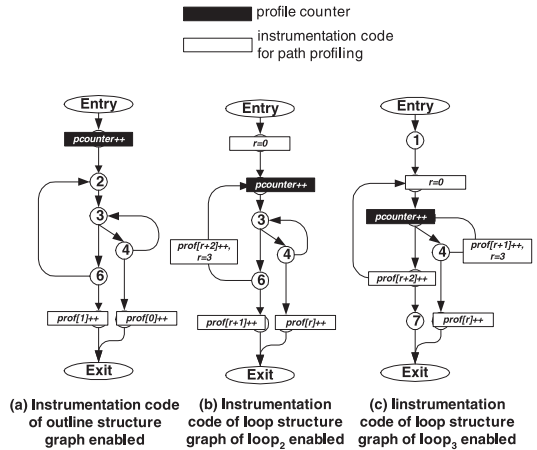 profile counter
instrumentation code
for path profiling
Entry
pcounter++
2
3
4
6
prof[1]++
prof[0]++
Exit
(a) Instrumentation code
of outline structure
graph enabled
Entry
r=0
pcounter++
3
prof[r+2]++,
r=3
4
6
prof[r+1]++
prof[r]++
Exit
(b) Instrumentation
code of loop structure
graph of loop2 enabled
Entry
1
r=0
pcounter++
4
prof[r+1]++,
r=3
prof[r+2]++
7
prof[r]++
Exit
(c) Iinstrumentation
code of loop structure
graph of loop3 enabled